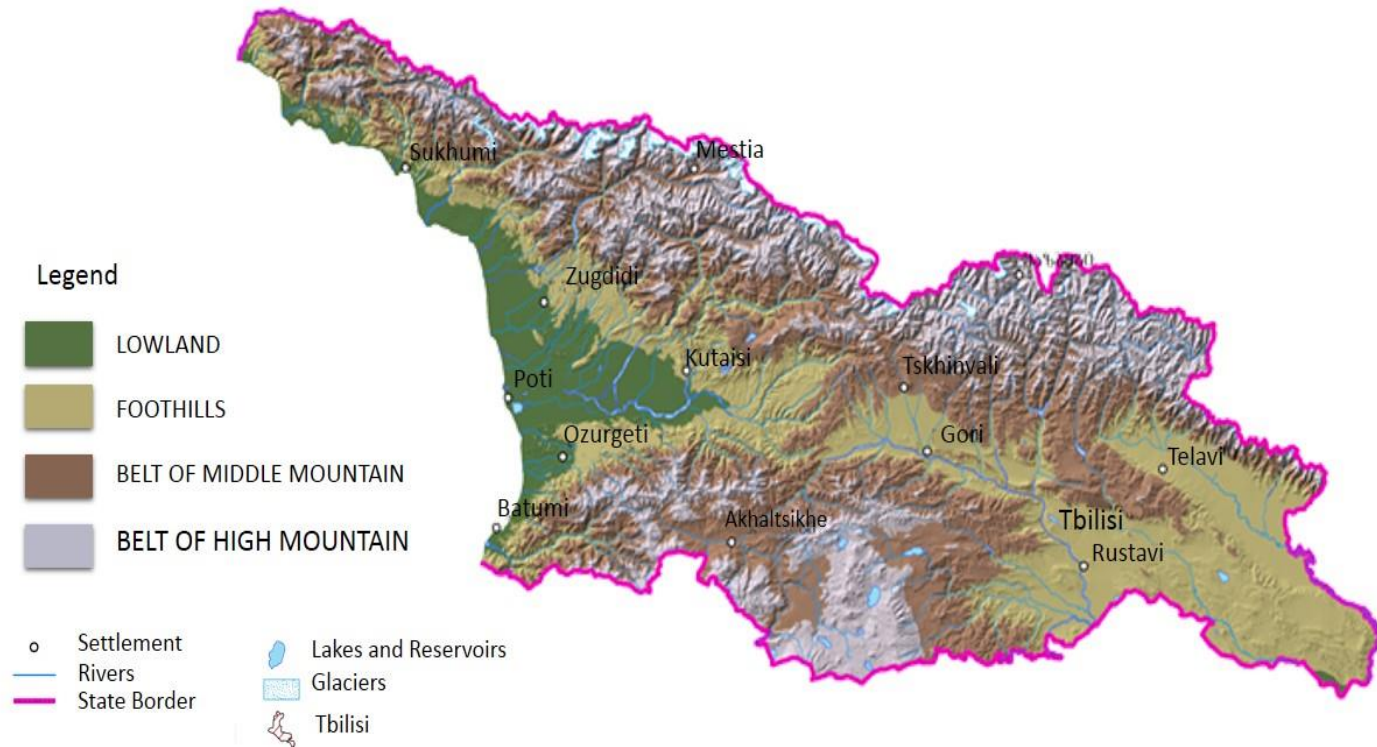 Sukhumi
Mestia
Legend
Zugdidi
LOWLAND
Kutaisi
Tskhinvali
FOOTHILLS
Poti
Ozurgeti
Gori
Telavi
BELT OF MIDDLE MOUNTAIN
Batumi
Akhaltsikhe
Tbilisi
BELT OF HIGH MOUNTAIN
Rustavi
Settlement
Rivers
State Border
Lakes and Reservoirs
Glaciers
Tbilisi